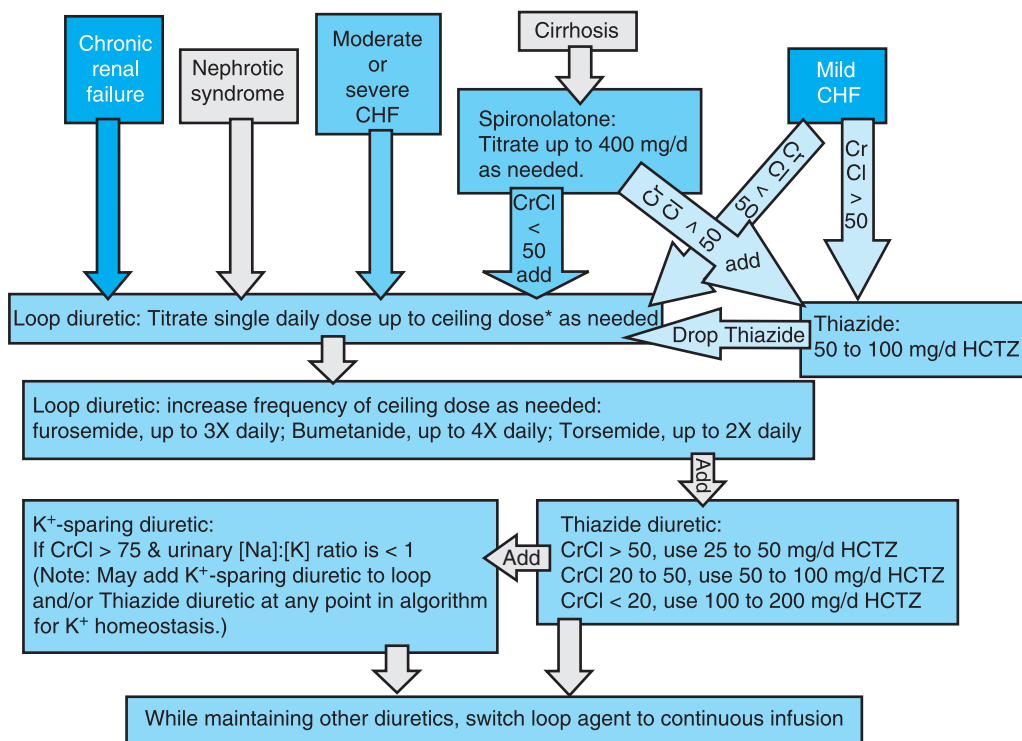 Chronic
renal
failure
Nephrotic
syndrome
Moderate
or
severe
CHF
Cirrhosis
Mild
CHF
Spironolatone:
Titrate up to 400 mg/d
as needed.
CrCl
<
50
add
Cr Cl > 50
add
Cr Cl < 50
Cr
Cl
>
50
Loop diuretic: Titrate single daily dose up to ceiling dose* as needed
Drop Thiazide
Thiazide:
50 to 100 mg/d HCTZ
Loop diuretic: increase frequency of ceiling dose as needed:
furosemide, up to 3X daily; Bumetanide, up to 4X daily; Torsemide, up to 2X daily
Add
K⁺-sparing diuretic:
If CrCl > 75 & urinary [Na]:[K] ratio is < 1
(Note: May add K⁺-sparing diuretic to loop
and/or Thiazide diuretic at any point in algorithm
for K⁺ homeostasis.)
Add
Thiazide diuretic:
CrCl > 50, use 25 to 50 mg/d HCTZ
CrCl 20 to 50, use 50 to 100 mg/d HCTZ
CrCl < 20, use 100 to 200 mg/d HCTZ
While maintaining other diuretics, switch loop agent to continuous infusion